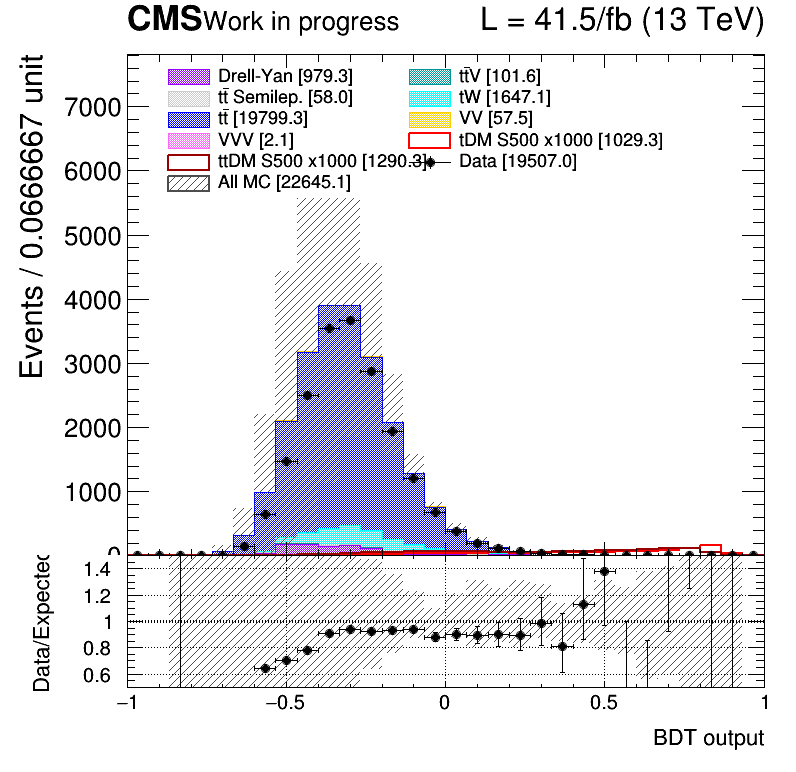 CMS Work in progress L = 41.5/fb (13 TeV)
Events / 0.0666667 unit
Drell-Yan [979.3] tt̄V [101.6]
tt̄ Semilep. [58.0] tW [1647.1]
tt̄ [19799.3] VV [57.5]
VVV [2.1] tDM S500 x1000 [1029.3]
ttDM S500 x1000 [1290.3] Data [19507.0]
All MC [22645.1]
7000
6000
5000
4000
3000
2000
1000
0
Data/Expected
1.4
1.2
1
0.8
0.6
−1 −0.5 0 0.5 1
BDT output